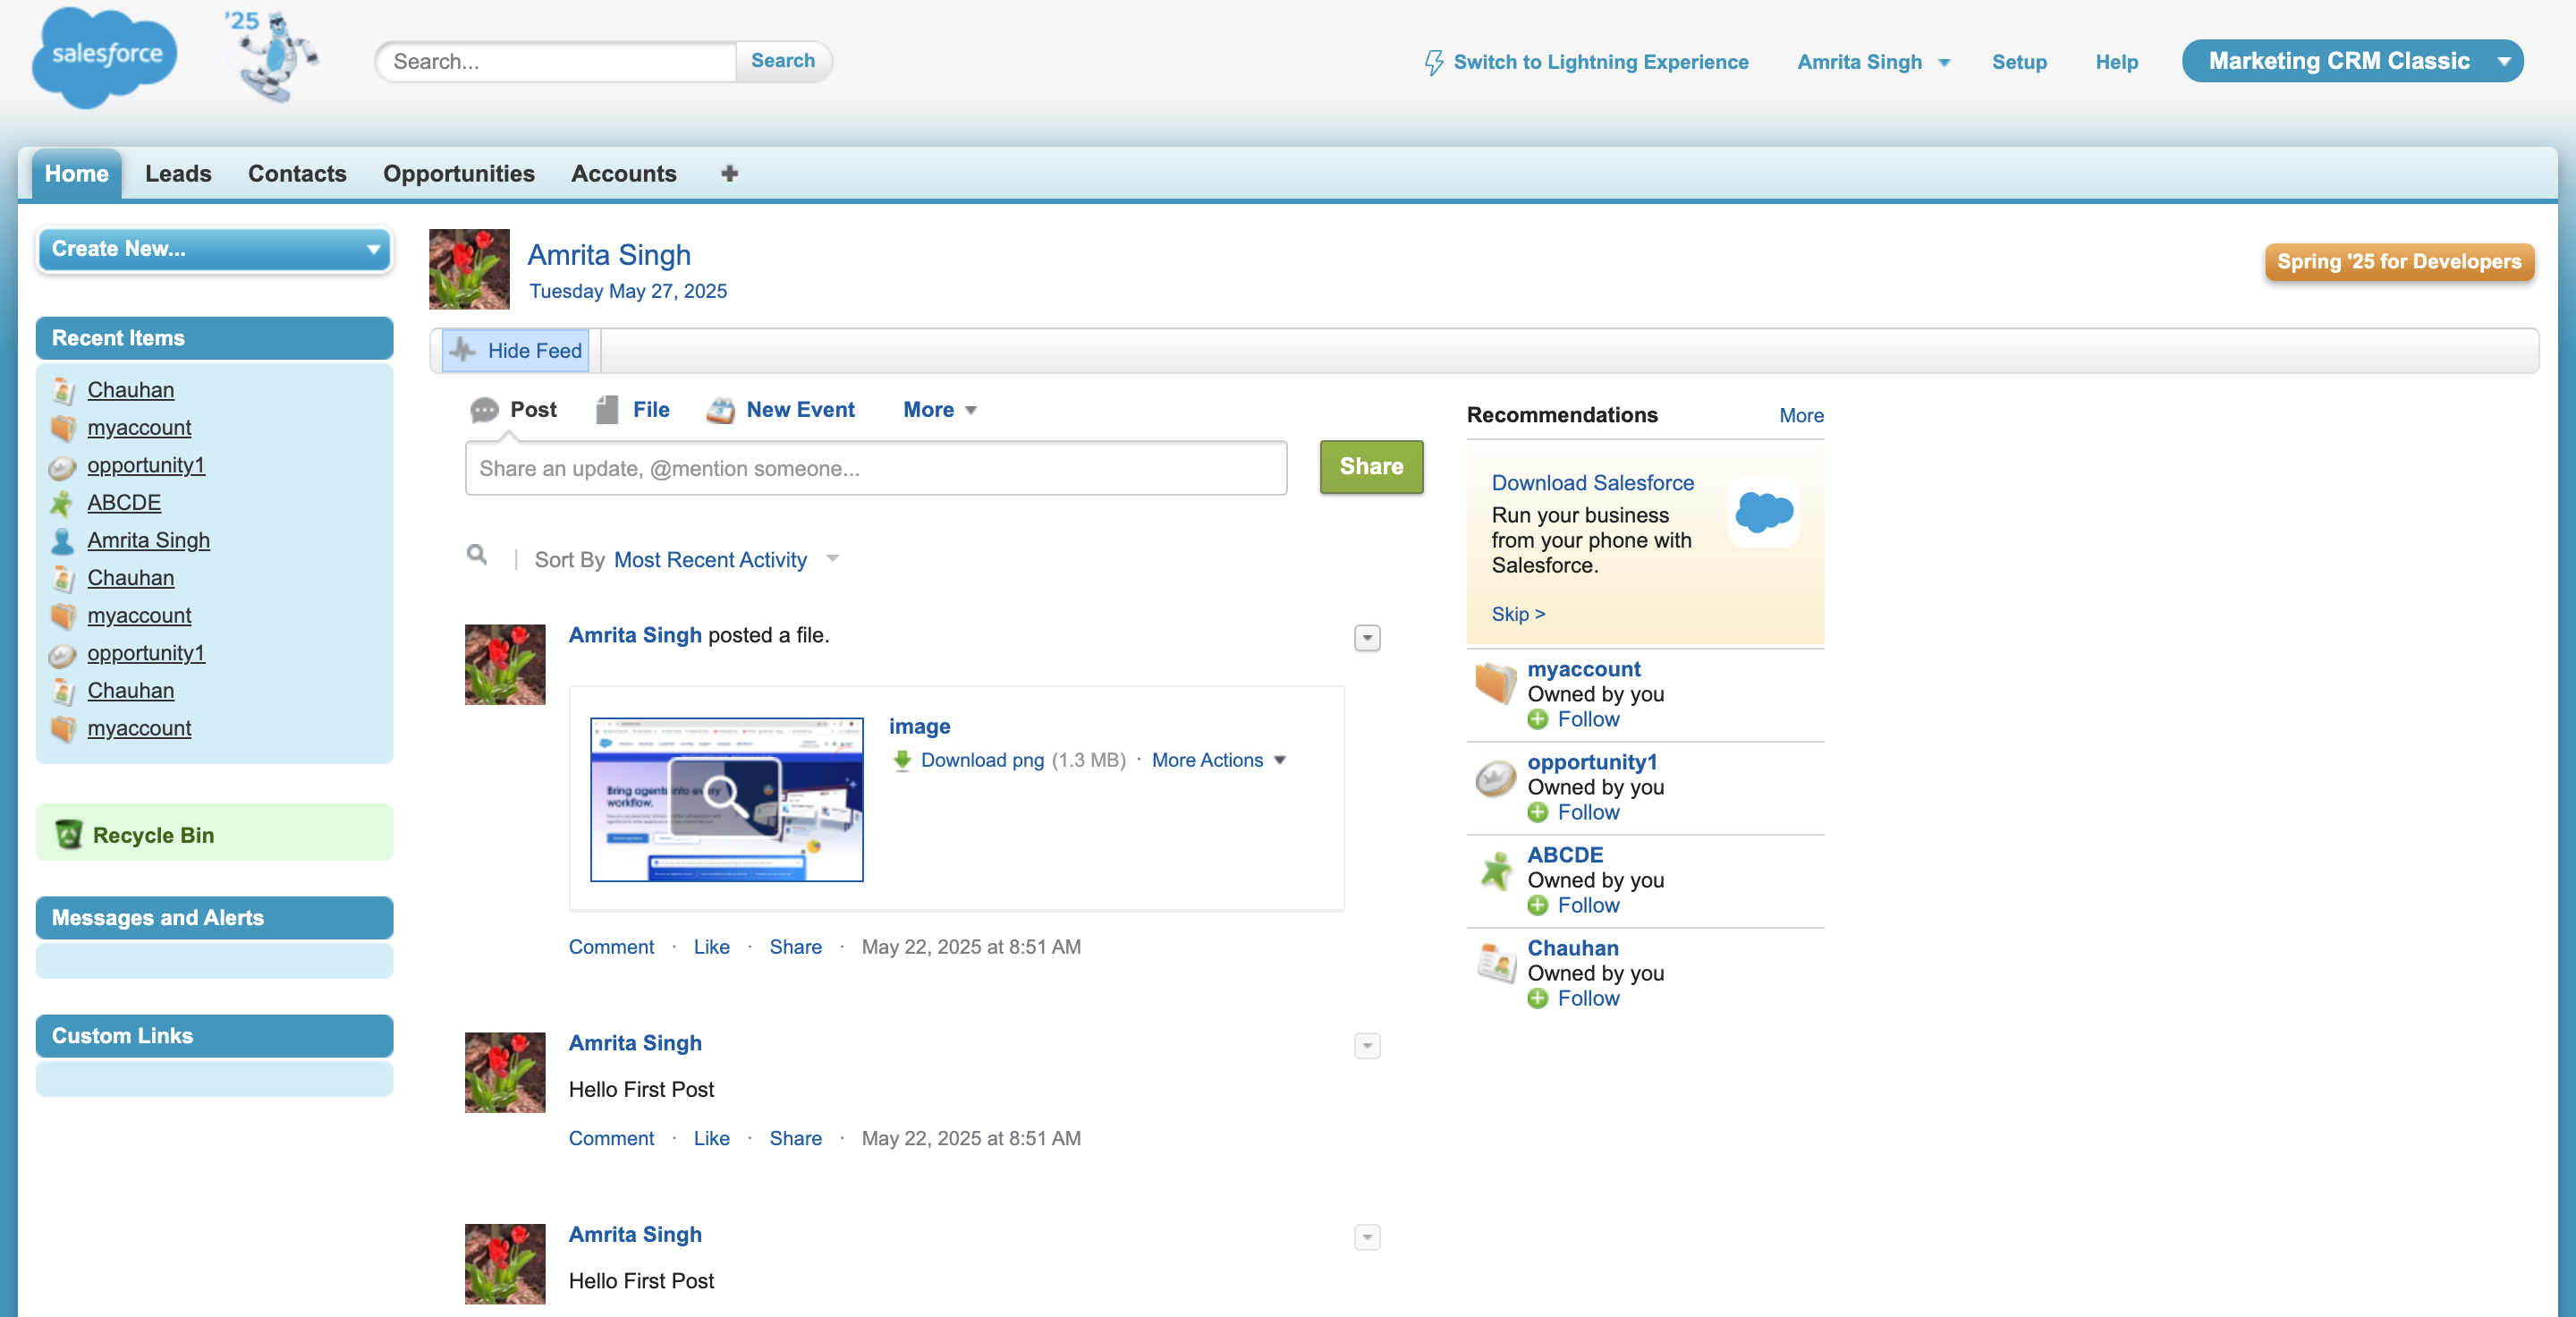 salesforce
'25
Search...
Search
Switch to Lightning Experience
Amrita Singh
Setup
Help
Marketing CRM Classic
Home
Leads
Contacts
Opportunities
Accounts
Create New...
Recent Items
Chauhan
myaccount
opportunity1
ABCDE
Amrita Singh
Chauhan
myaccount
opportunity1
Chauhan
myaccount
Recycle Bin
Messages and Alerts
Custom Links
Amrita Singh
Tuesday May 27, 2025
Spring '25 for Developers
Hide Feed
Post
File
New Event
More
Share an update, @mention someone...
Share
| Sort By Most Recent Activity
Amrita Singh posted a file.
Bring agents into every
workflow.
image
Download png (1.3 MB) · More Actions
Comment · Like · Share · May 22, 2025 at 8:51 AM
Amrita Singh
Hello First Post
Comment · Like · Share · May 22, 2025 at 8:51 AM
Amrita Singh
Hello First Post
Recommendations
More
Download Salesforce
Run your business
from your phone with
Salesforce.
Skip >
myaccount
Owned by you
Follow
opportunity1
Owned by you
Follow
ABCDE
Owned by you
Follow
Chauhan
Owned by you
Follow